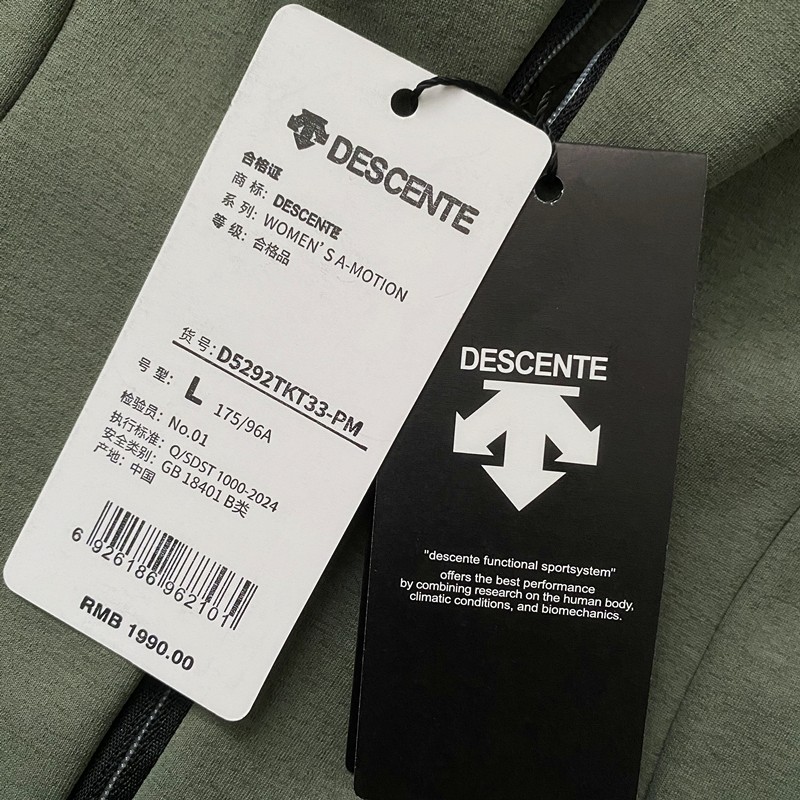 DESCENTE
合格证
商 标: DESCENTE
系 列: WOMEN'S A-MOTION
等 级: 合格品
货 号: D5292TKT33-PM
号 型: L 175/96A
检验员: No.01
执行标准: Q/SDST 1000-2024
安全类别: GB 18401 B类
产地: 中国
6 926186 962101
RMB 1990.00
DESCENTE
"descente functional sportsystem"
offers the best performance
by combining research on the human body,
climatic conditions, and biomechanics.